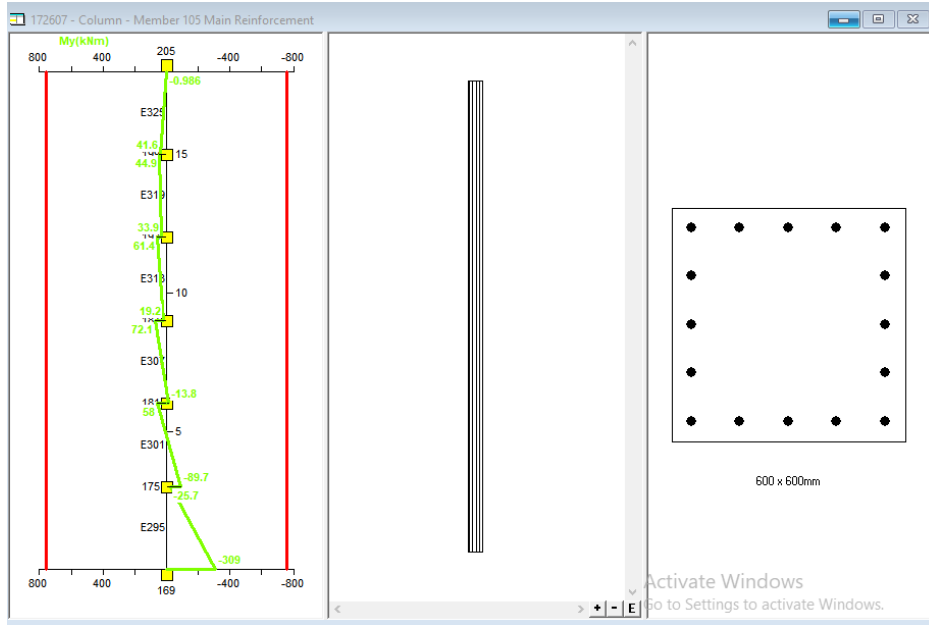 172607 - Column - Member 105 Main Reinforcement
My(kNm)
205
800 400 -400 -800
-0.986
E325
41.6
15
44.9
E319
33.9
61.4
E313
10
19.2
72.1
E307
-13.8
181
58
5
E301
-89.7
175
-25.7
E295
-309
800 400 -400 -800
169
+ - E
600 x 600mm
Activate Windows
Go to Settings to activate Windows.